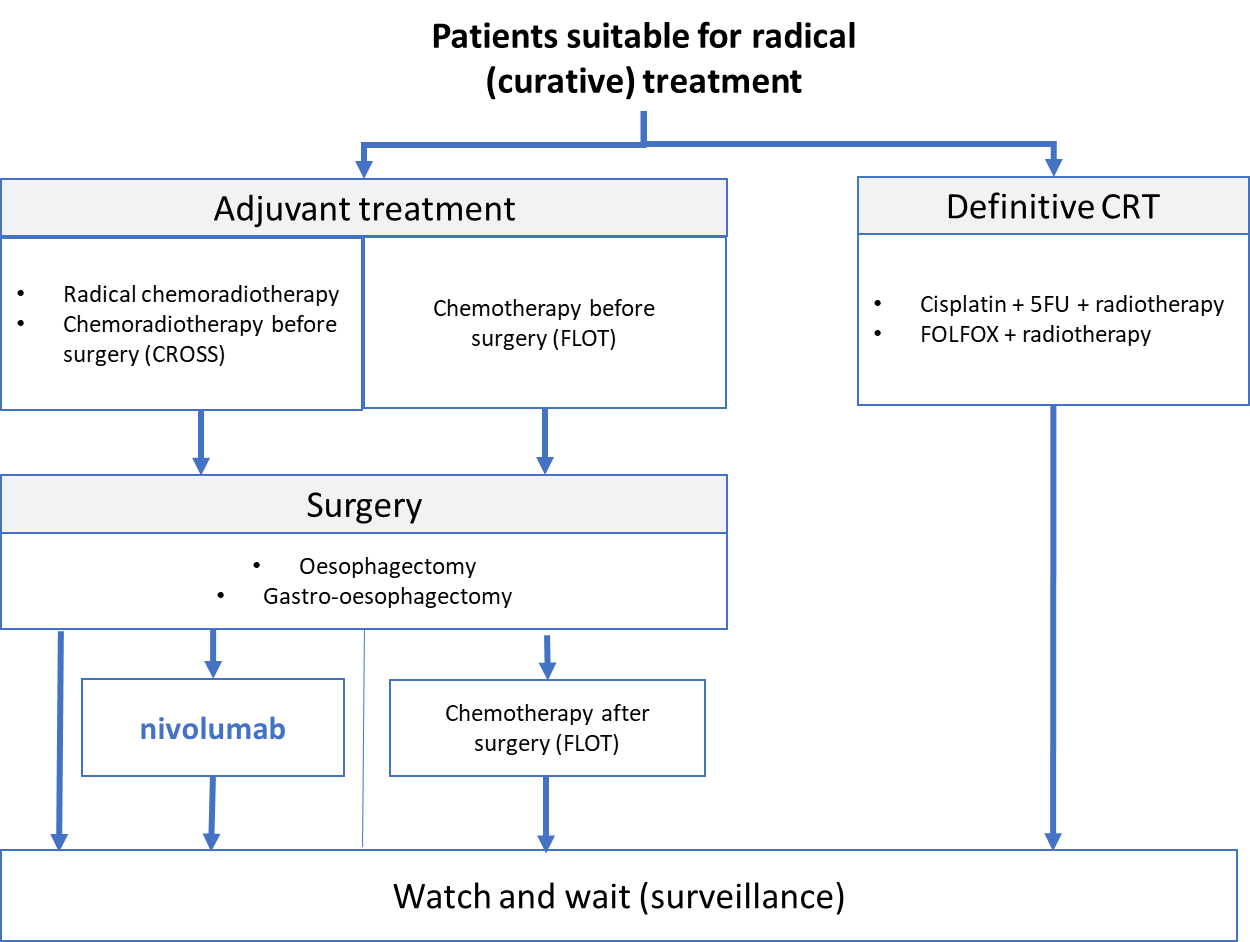 Patients suitable for radical
(curative) treatment
Adjuvant treatment
Definitive CRT
• Radical chemoradiotherapy
• Chemoradiotherapy before
surgery (CROSS)
Chemotherapy before
surgery (FLOT)
• Cisplatin + 5FU + radiotherapy
• FOLFOX + radiotherapy
Surgery
• Oesophagectomy
• Gastro-oesophagectomy
nivolumab
Chemotherapy after
surgery (FLOT)
Watch and wait (surveillance)